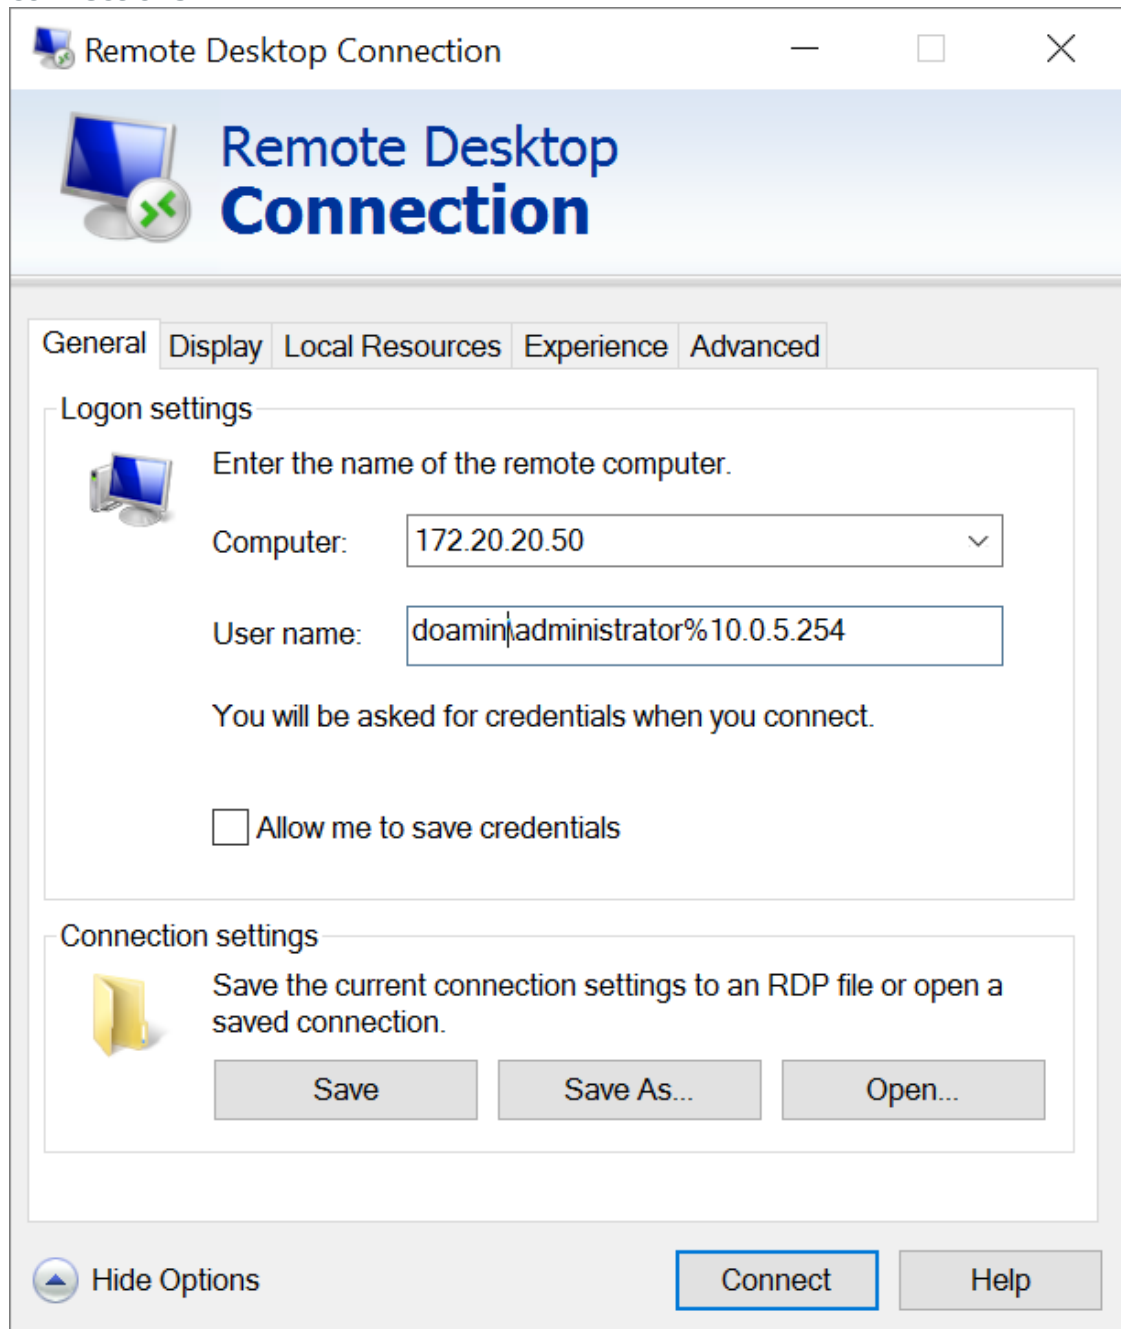 Remote Desktop Connection
Remote Desktop
Connection
General Display Local Resources Experience Advanced
Logon settings
Enter the name of the remote computer.
Computer: 172.20.20.50
User name: doamin\administrator%10.0.5.254
You will be asked for credentials when you connect.
Allow me to save credentials
Connection settings
Save the current connection settings to an RDP file or open a
saved connection.
Save Save As... Open...
Hide Options Connect Help